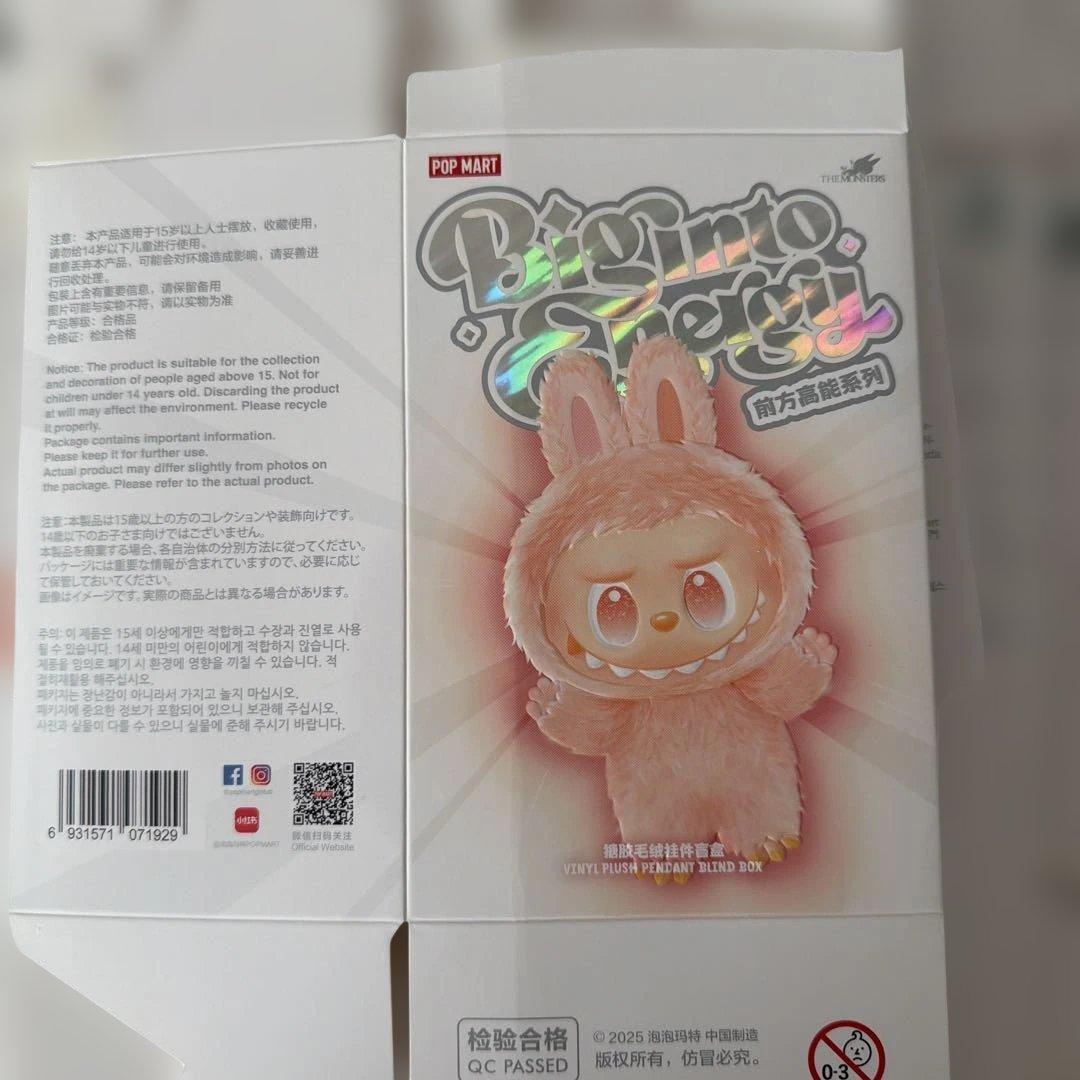 POP MART
THE MONSTERS
Big into
Energy
前方高能系列
注意： 本产品适用于15岁以上人士摆放，收藏使用，
请勿给14岁以下儿童进行使用。
随意丢弃本产品，可能会对环境造成影响，请妥善进
行回收处理。
包装上含有重要信息，请保留备用
图片可能与实物不符，请以实物为准
产品等级：合格品
合格证：检验合格
Notice: The product is suitable for the collection
and decoration of people aged above 15. Not for
children under 14 years old. Discarding the product
at will may affect the environment. Please recycle
it properly.
Package contains important information.
Please keep it for further use.
Actual product may differ slightly from photos on
the package. Please refer to the actual product.
注意：本製品は15歳以上の方のコレクションや装飾向けです。
14歳以下のお子さま向けではございません。
本製品を廃棄する場合、各自治体の分別方法に従ってください。
パッケージには重要な情報が含まれていますので、必要に応じ
て保管しておいてください。
画像はイメージです。実際の商品とは異なる場合があります。
주의: 이 제품은 15세 이상에게만 적합하고 수장과 진열로 사용
될 수 있습니다. 14세 미만의 어린이에게 적합하지 않습니다.
제품을 임의로 폐기 시 환경에 영향을 끼칠 수 있습니다. 적
절히재활용 해주십시오.
패키지는 장난감이 아니라서 가지고 놀지 마십시오.
패키지에 중요한 정보가 포함되어 있으니 보관해 주십시오.
사진과 실물이 다를 수 있으니 실물에 준해 주시기 바랍니다.
6 931571 071929
@popmartglobal
小红书
微信扫码关注
Official Website
搪胶毛绒挂件盲盒
VINYL PLUSH PENDANT BLIND BOX
检验合格
QC PASSED
© 2025 泡泡玛特 中国制造
版权所有，仿冒必究。
0-3